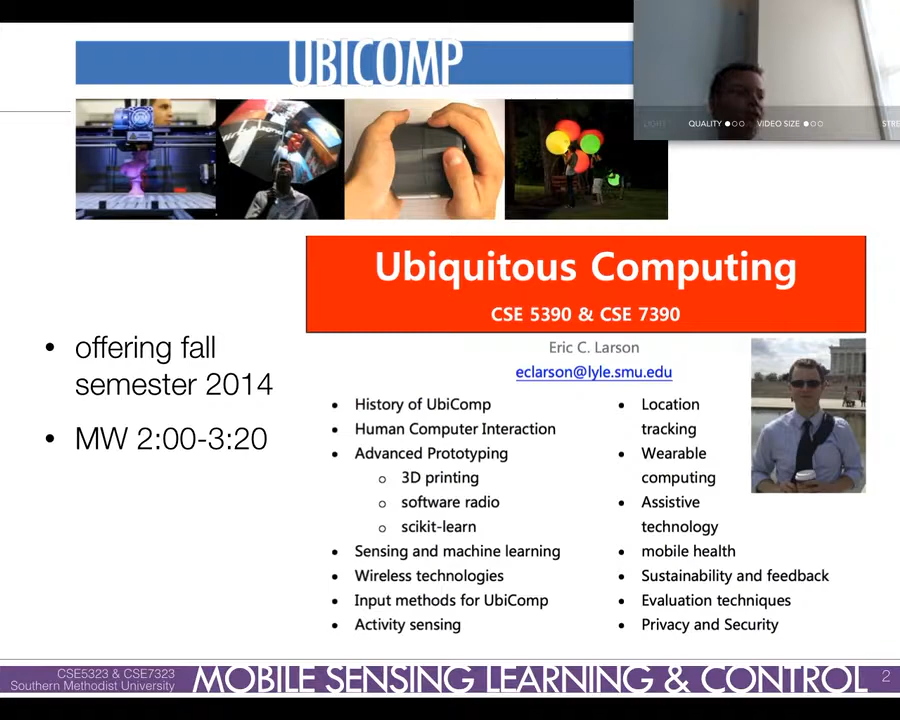 UBICOMP
LIGHT
QUALITY
VIDEO SIZE
STRE
Ubiquitous Computing
CSE 5390 & CSE 7390
Eric C. Larson
eclarson@lyle.smu.edu
• offering fall
semester 2014
• MW 2:00-3:20
• History of UbiComp
• Human Computer Interaction
• Advanced Prototyping
o 3D printing
o software radio
o scikit-learn
• Sensing and machine learning
• Wireless technologies
• Input methods for UbiComp
• Activity sensing
• Location
tracking
• Wearable
computing
• Assistive
technology
• mobile health
• Sustainability and feedback
• Evaluation techniques
• Privacy and Security
CSE5323 & CSE7323
Southern Methodist University
MOBILE SENSING LEARNING & CONTROL
2